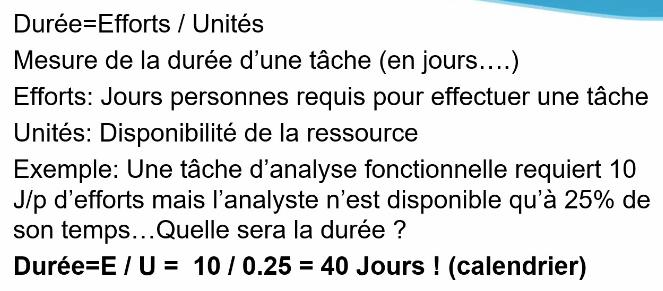 Durée=Efforts / Unités
Mesure de la durée d’une tâche (en jours….)
Efforts: Jours personnes requis pour effectuer une tâche
Unités: Disponibilité de la ressource
Exemple: Une tâche d’analyse fonctionnelle requiert 10
J/p d’efforts mais l’analyste n’est disponible qu’à 25% de
son temps…Quelle sera la durée ?
Durée=E / U = 10 / 0.25 = 40 Jours ! (calendrier)